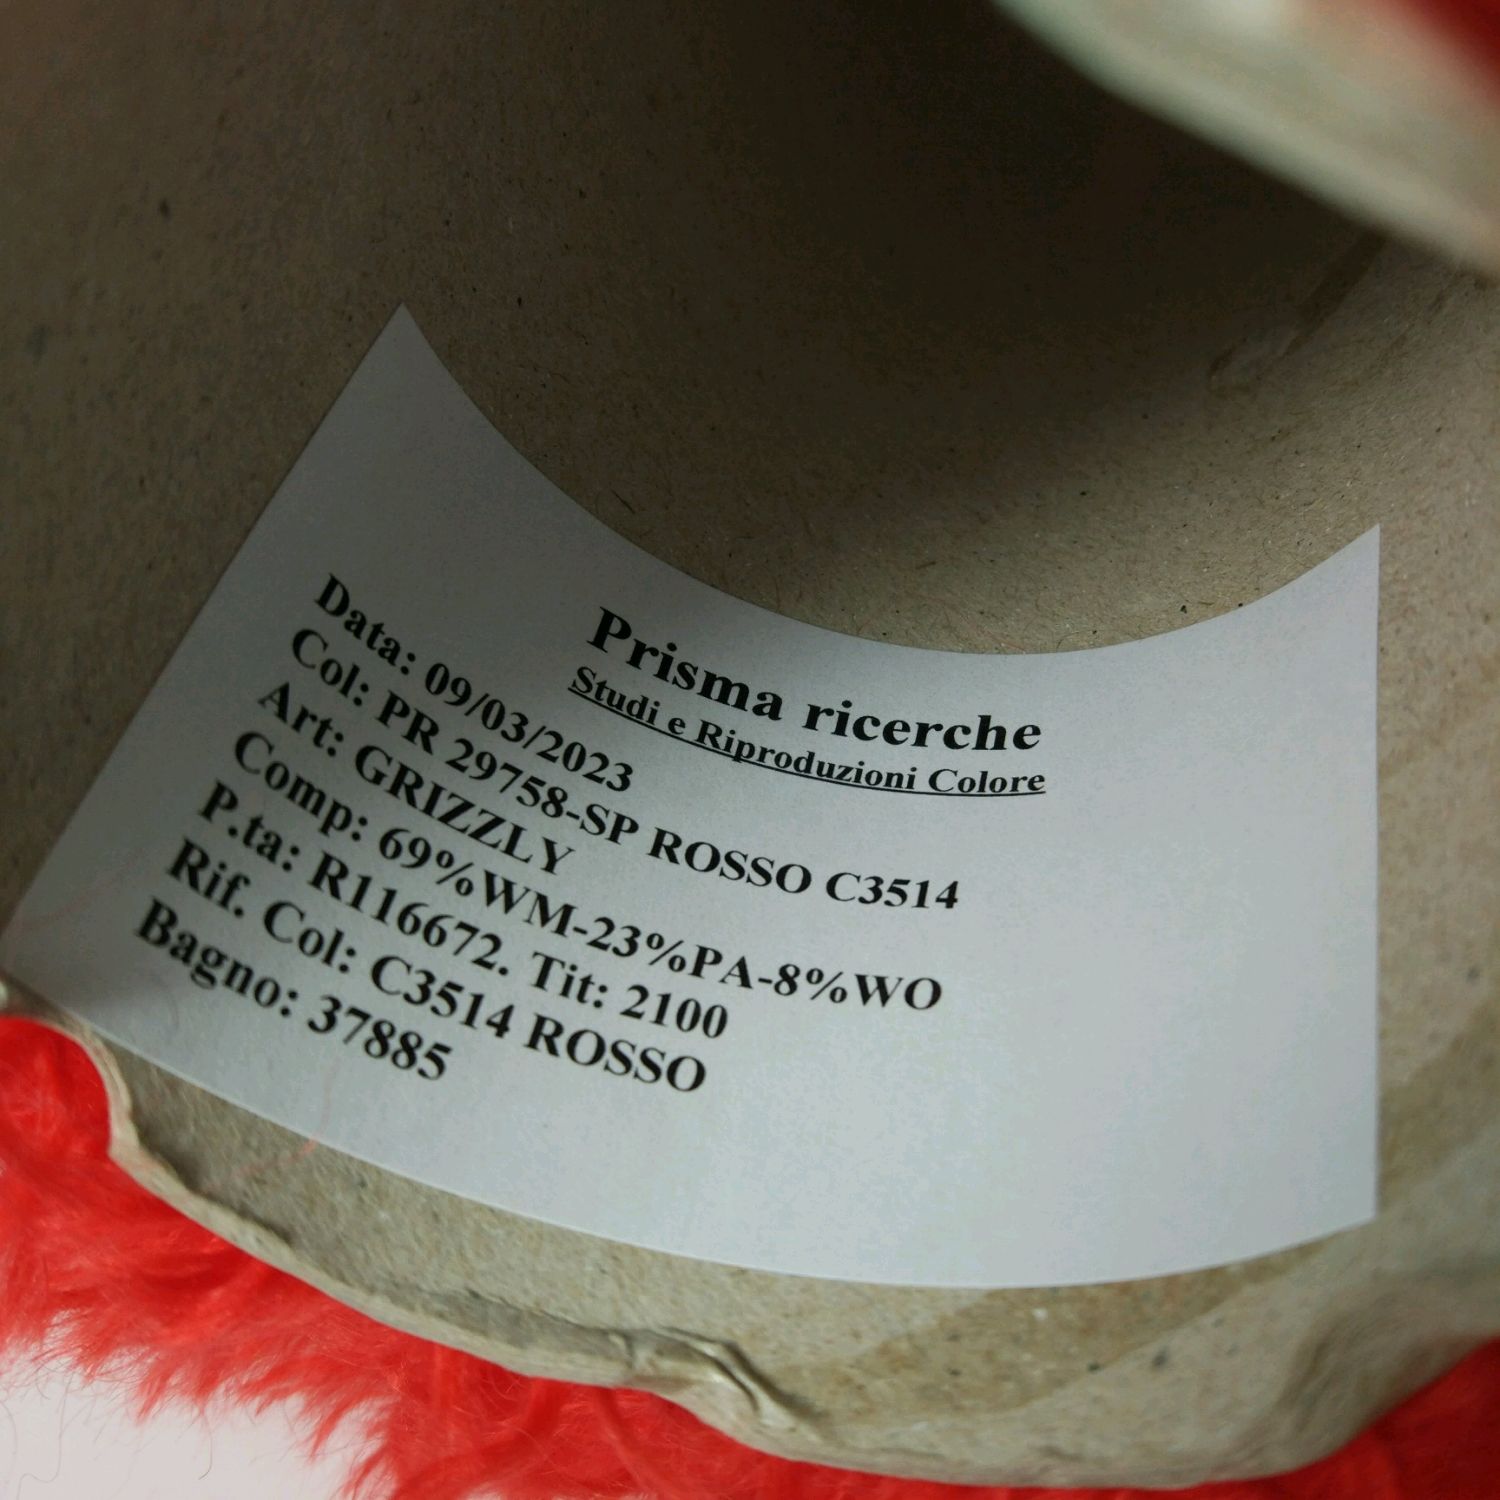 Prisma ricerche
Studi e Riproduzioni Colore
Data: 09/03/2023
Col: PR 29758-SP ROSSO C3514
Art: GRIZZLY
Comp: 69%WM-23%PA-8%WO
P.ta: R116672. Tit: 2100
Rif. Col: C3514 ROSSO
Bagno: 37885